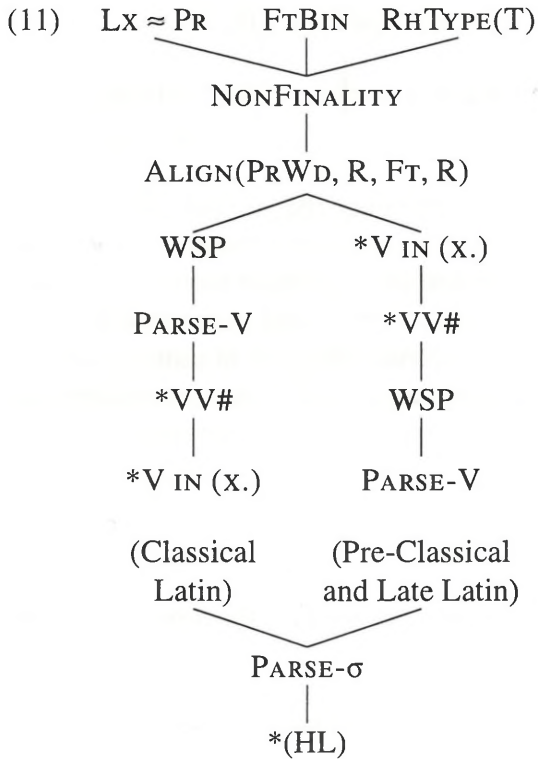 (11) Lx ≈ Pr FtBin RhType(T)
NonFinality
Align(PrWd, R, Ft, R)
WSP *V in (x.)
Parse-V *VV#
*VV# WSP
*V in (x.) Parse-V
(Classical (Pre-Classical
Latin) and Late Latin)
Parse-σ
*(HL)